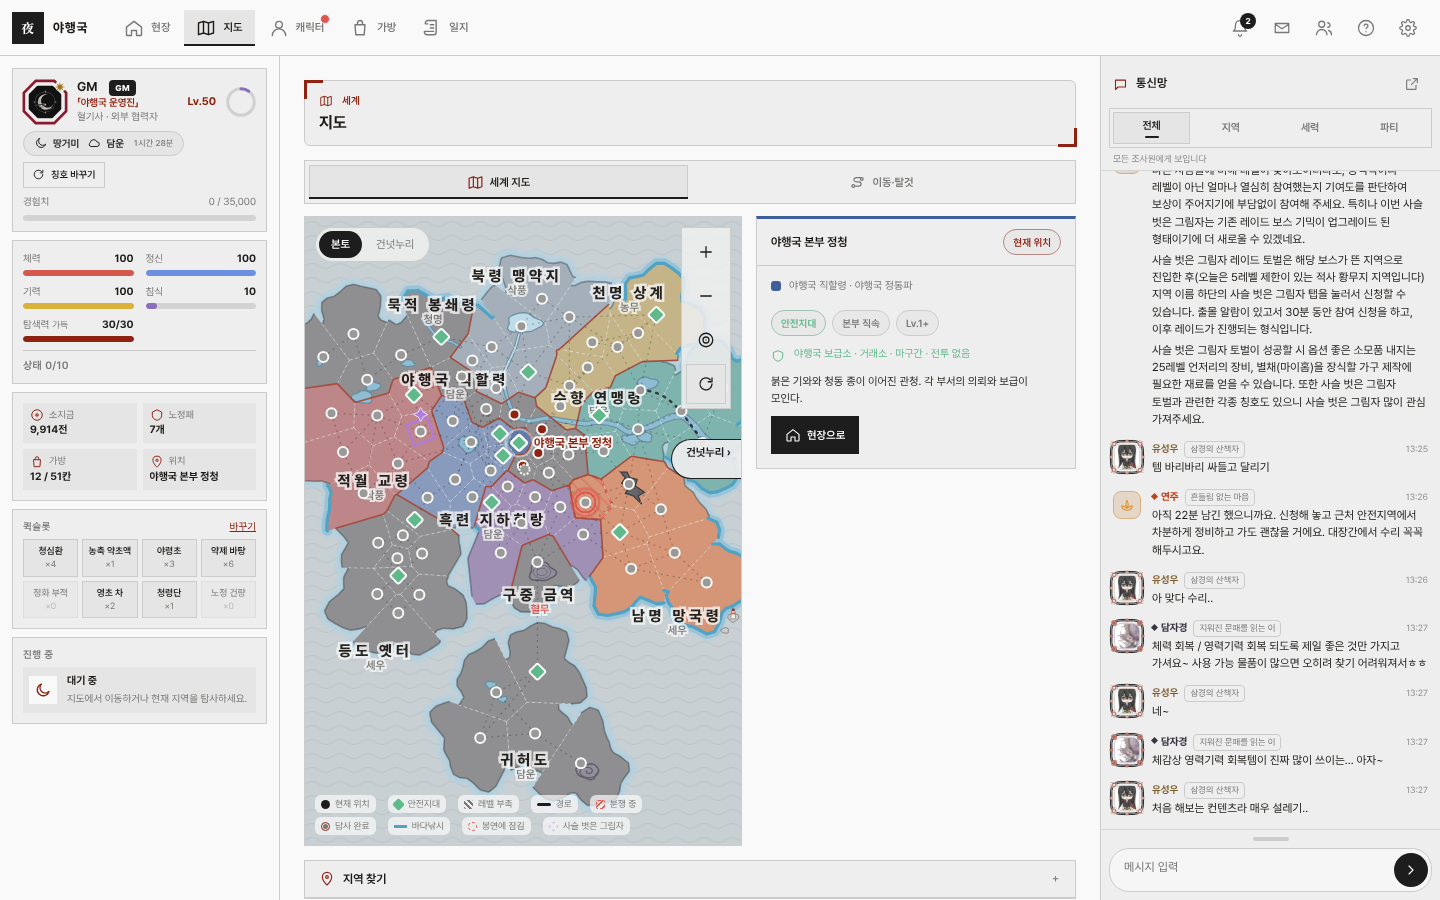 夜 야행국 현장 지도 캐릭터 가방 일지 2
GM GM
「야행국 운영진」 Lv.50
혈기사 · 외부 협력자
땅거미 담운 1시간 28분
칭호 바꾸기
경험치 0 / 35,000
체력 100 정신 100
기력 100 침식 10
탐색력 가득 30/30
상태 0/10
소지금 9,914전
노정패 7개
가방 12 / 51칸
위치 야행국 본부 정청
퀵슬롯 바꾸기
청심환 ×4 농축 약초액 ×1 야령초 ×3 약제 바탕 ×6
정화 부적 ×0 영초 차 ×2 청령단 ×1 노정 건량 ×0
진행 중
대기 중
지도에서 이동하거나 현재 지역을 탐사하세요.
세계
지도
세계 지도 이동·탈것
본토 건넛누리
북령 맹약지
삭풍
천명 상계
농무
묵적 봉쇄령
청명
야행국 직할령
담운
수향 연맹령
야행국 본부 정청
건넛누리 ›
적월 교령
삭풍
흑련 지하회랑
담운
구중 금역
혈무
남명 망국령
세우
등도 옛터
세우
귀허도
담운
현재 위치 안전지대 레벨 부족 경로 분쟁 중
답사 완료 바다낚시 봉연에 잠김 사슬 벗은 그림자
야행국 본부 정청 현재 위치
야행국 직할령 · 야행국 정통파
안전지대 본부 직속 Lv.1+
야행국 보급소 · 거래소 · 마구간 · 전투 없음
붉은 기와와 청동 종이 이어진 관청. 각 부서의 의뢰와 보급이
모인다.
현장으로
지역 찾기 +
통신망
전체 지역 세력 파티
모든 조사원에게 보입니다
레벨이 아닌 얼마나 열심히 참여했는지 기여도를 판단하여
보상이 주어지기에 부담없이 참여해 주세요. 특히나 이번 사슬
벗은 그림자는 기존 레이드 보스 기믹이 업그레이드 된
형태이기에 더 새로울 수 있겠네요.
사슬 벗은 그림자 레이드 토벌은 해당 보스가 뜬 지역으로
진입한 후(오늘은 5레벨 제한이 있는 적사 황무지 지역입니다)
지역 이름 하단의 사슬 벗은 그림자 탭을 눌러서 신청할 수
있습니다. 출몰 알람이 있고서 30분 동안 참여 신청을 하고,
이후 레이드가 진행되는 형식입니다.
사슬 벗은 그림자 토벌이 성공할 시 옵션 좋은 소모품 내지는
25레벨 언저리의 장비, 별채(마이홈)을 장식할 가구 제작에
필요한 재료를 얻을 수 있습니다. 또한 사슬 벗은 그림자
토벌과 관련한 각종 칭호도 있으니 사슬 벗은 그림자 많이 관심
가져주세요.
유성우 삼경의 산책자 13:25
템 바리바리 싸들고 달리기
연주 흔들림 없는 마음 13:26
아직 22분 남긴 했으니까요. 신청해 놓고 근처 안전지역에서
차분하게 정비하고 가도 괜찮을 거에요. 대장간에서 수리 꼭꼭
해두시고요.
유성우 삼경의 산책자 13:26
아 맞다 수리..
담자경 지워진 문패를 읽는 이 13:27
체력 회복 / 영력기력 회복 되도록 제일 좋은 것만 가지고
가셔요~ 사용 가능 물품이 많으면 오히려 찾기 어려워져서ㅎㅎ
유성우 삼경의 산책자 13:27
네~
담자경 지워진 문패를 읽는 이 13:27
체감상 영력기력 회복템이 진짜 많이 쓰이는... 아자~
유성우 삼경의 산책자 13:27
처음 해보는 컨텐츠라 매우 설레기..
메시지 입력